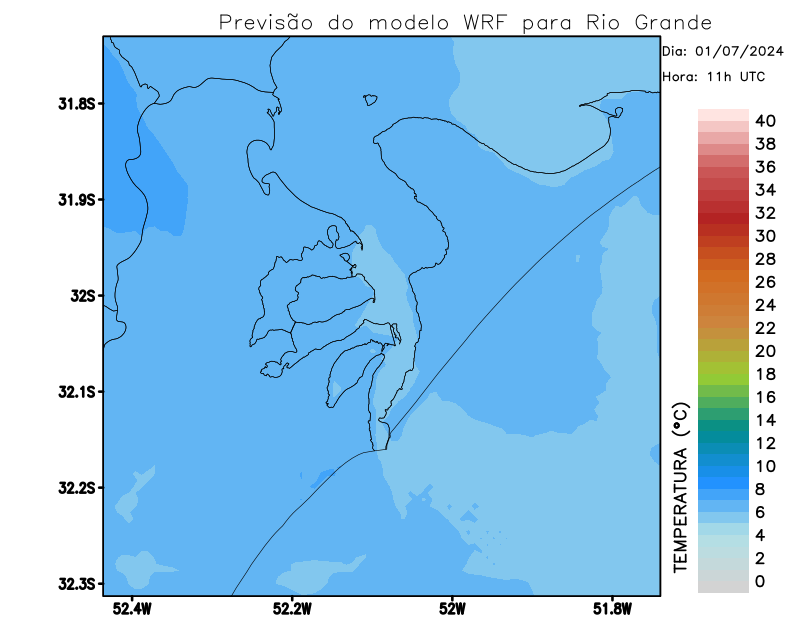 Previsão do modelo WRF para Rio Grande
Dia: 01/07/2024
Hora: 11h UTC
31.8S
31.9S
32S
32.1S
32.2S
32.3S
52.4W
52.2W
52W
51.8W
40
38
36
34
32
30
28
26
24
22
20
18
16
14
12
10
8
6
4
2
0
TEMPERATURA (°C)